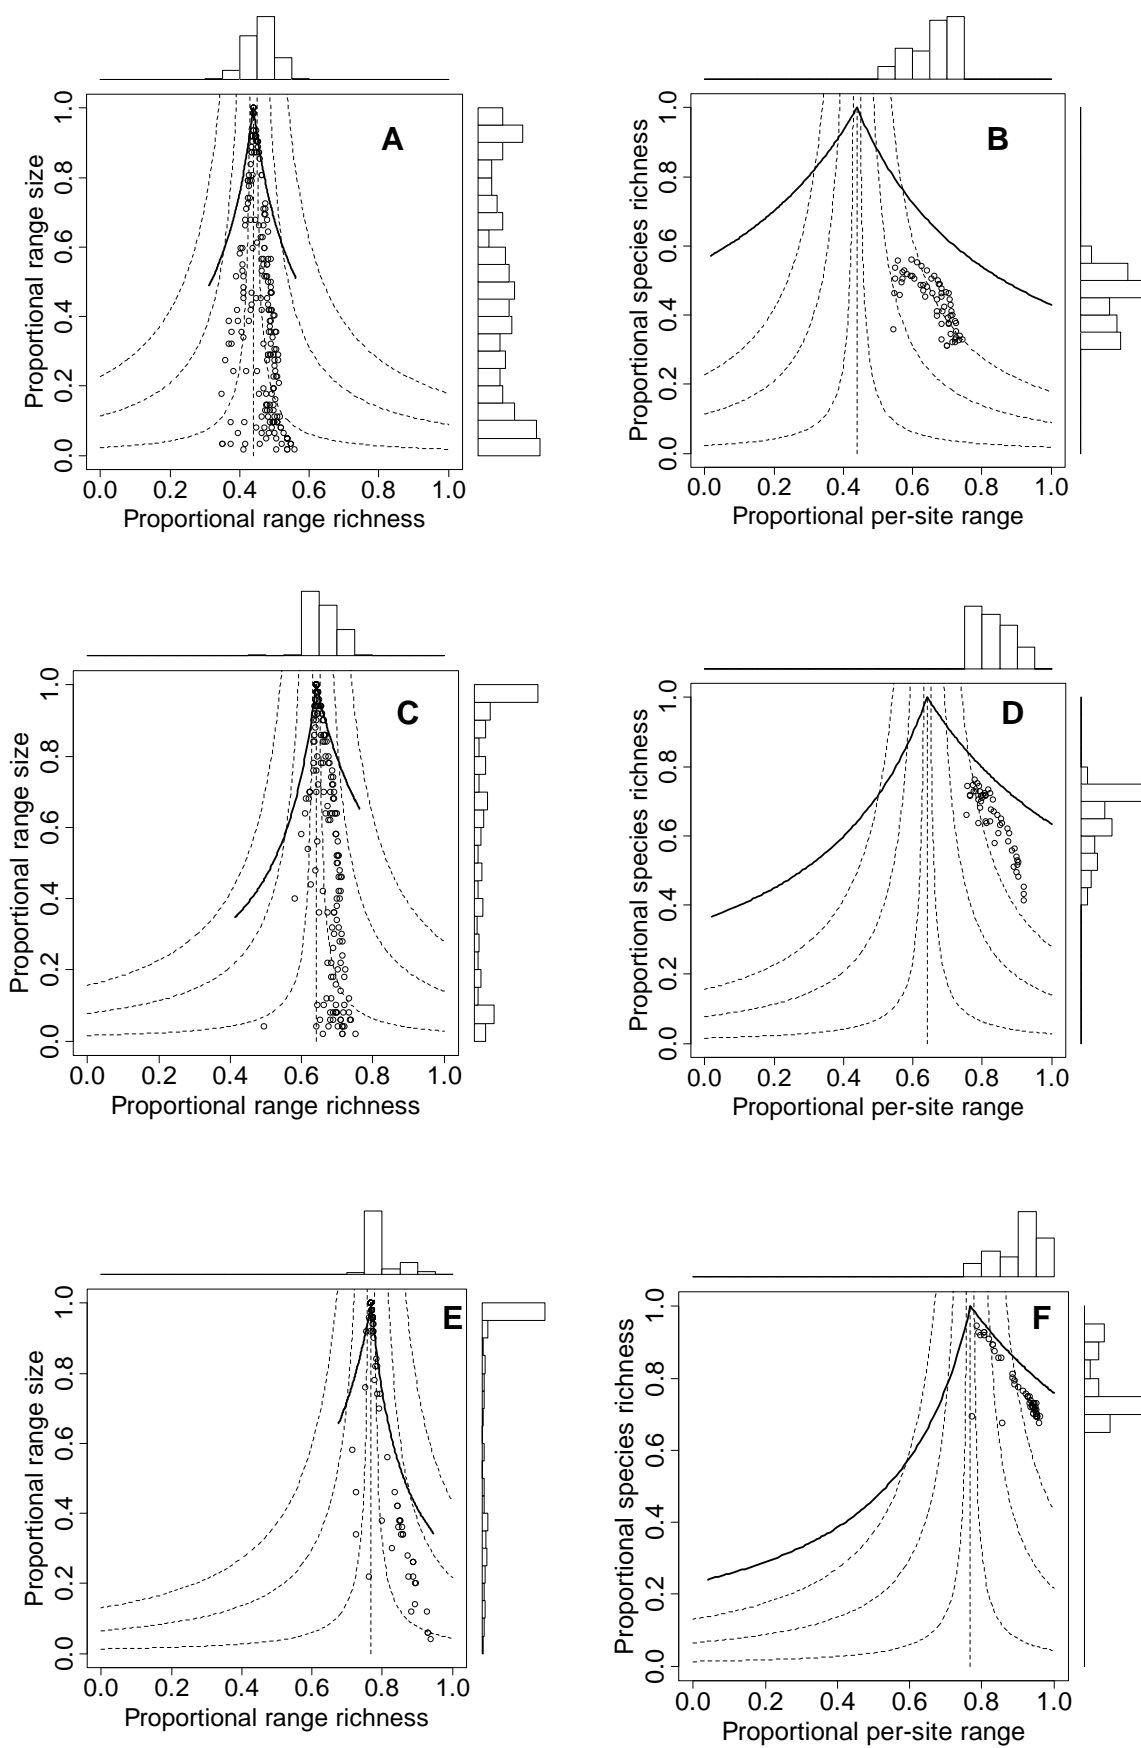 A
1.0
0.8
0.6
0.4
0.2
0.0
Proportional range size
0.0 0.2 0.4 0.6 0.8 1.0
Proportional range richness
B
1.0
0.8
0.6
0.4
0.2
0.0
Proportional species richness
0.0 0.2 0.4 0.6 0.8 1.0
Proportional per-site range
C
1.0
0.8
0.6
0.4
0.2
0.0
Proportional range size
0.0 0.2 0.4 0.6 0.8 1.0
Proportional range richness
D
1.0
0.8
0.6
0.4
0.2
0.0
Proportional species richness
0.0 0.2 0.4 0.6 0.8 1.0
Proportional per-site range
E
1.0
0.8
0.6
0.4
0.2
0.0
Proportional range size
0.0 0.2 0.4 0.6 0.8 1.0
Proportional range richness
F
1.0
0.8
0.6
0.4
0.2
0.0
Proportional species richness
0.0 0.2 0.4 0.6 0.8 1.0
Proportional per-site range